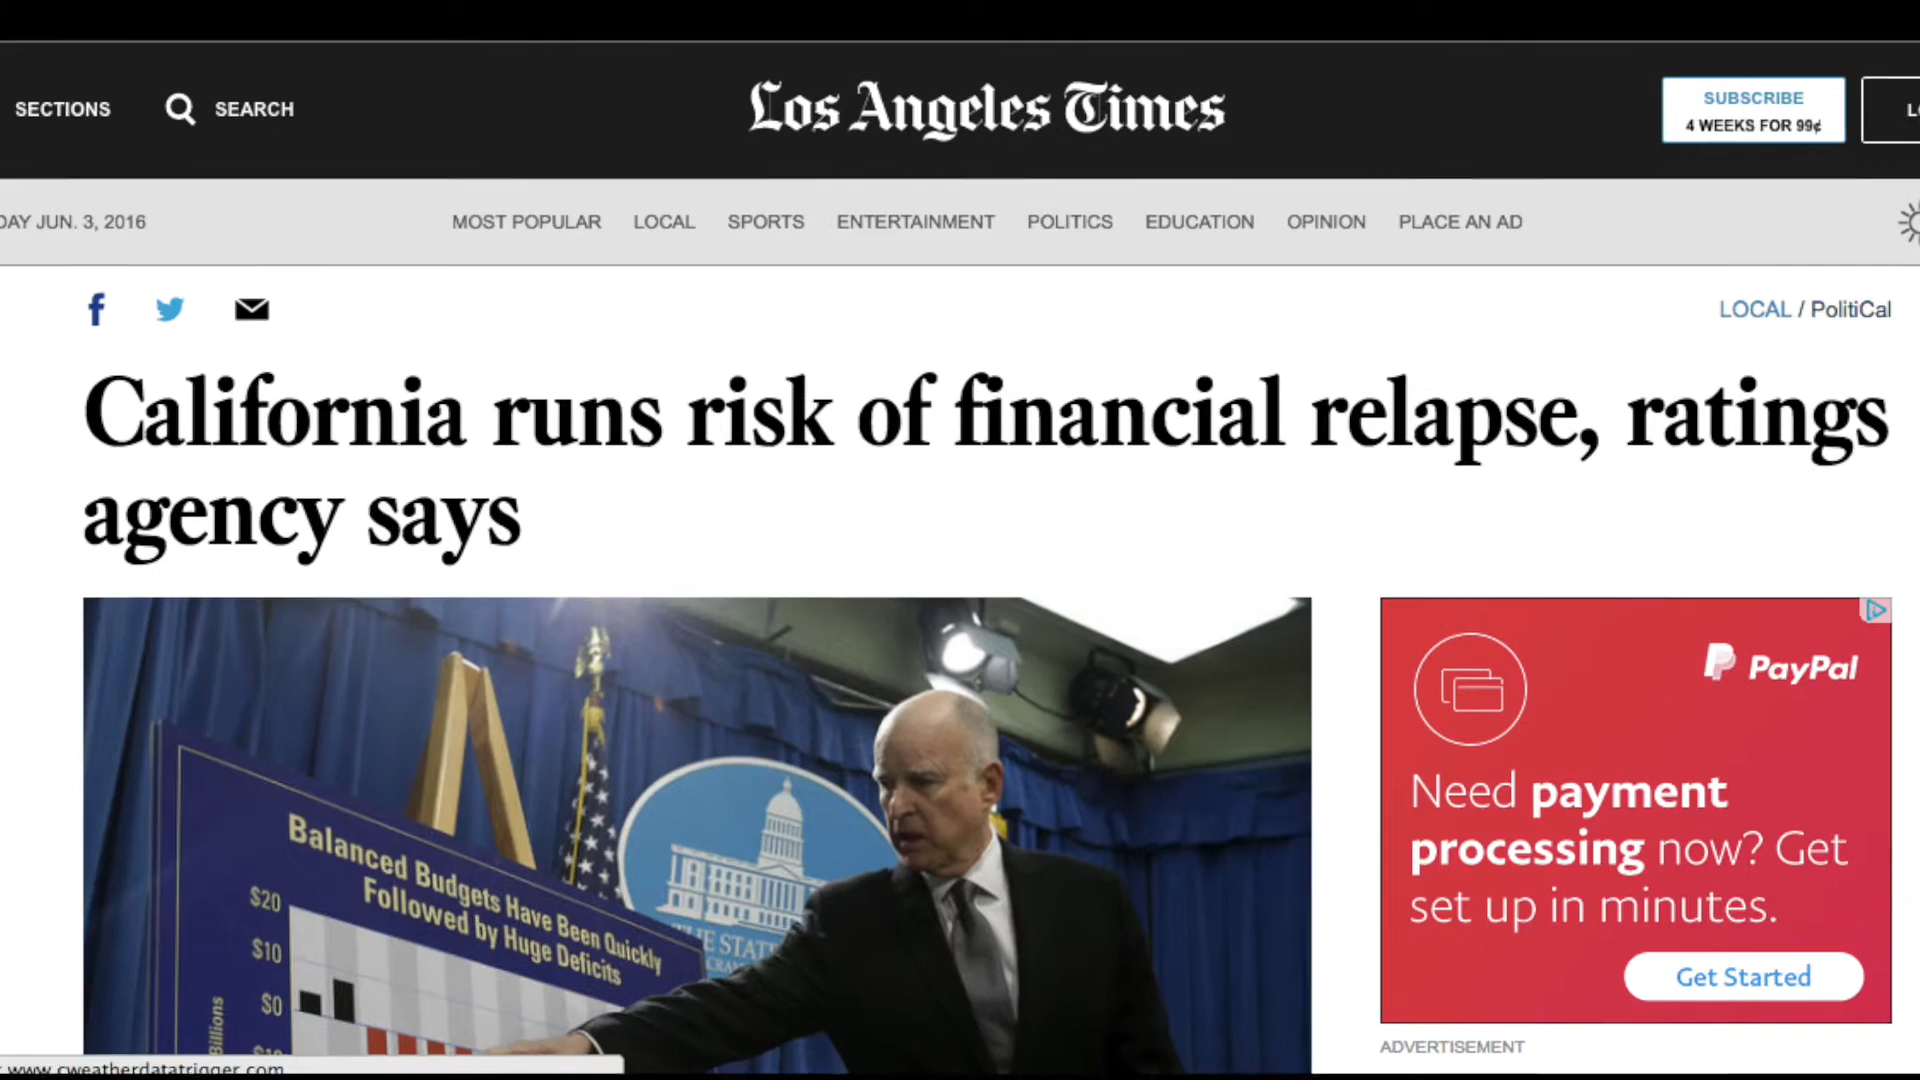 SECTIONS
SEARCH
Los Angeles Times
SUBSCRIBE
4 WEEKS FOR 99¢
DAY JUN. 3, 2016
MOST POPULAR
LOCAL
SPORTS
ENTERTAINMENT
POLITICS
EDUCATION
OPINION
PLACE AN AD
LOCAL / PolitiCal
California runs risk of financial relapse, ratings
agency says
Balanced Budgets Have Been Quickly
Followed by Huge Deficits
$20
$10
$0
Billions
THE STAT
PayPal
Need payment
processing now? Get
set up in minutes.
Get Started
ADVERTISEMENT
www.cweatherdatatrigger.com